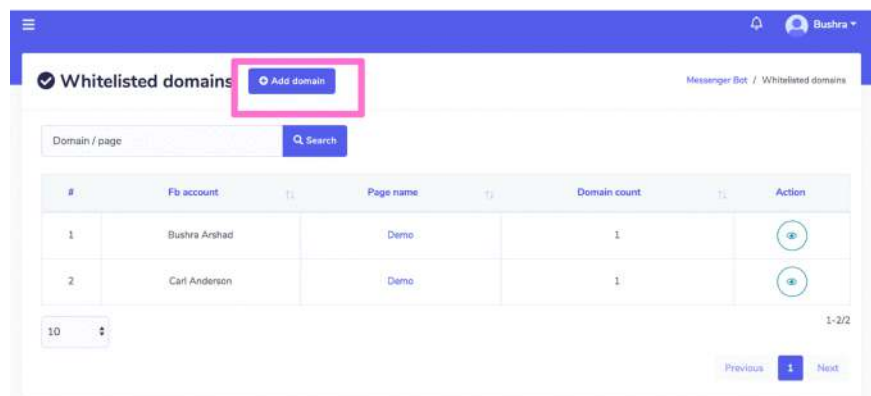 Bushra
Whitelisted domains
Add domain
Messenger Bot / Whitelisted domains
Domain / page
Search
# Fb account Page name Domain count Action
1 Bushra Arshad Demo 1
2 Carl Anderson Demo 1
10
1-2/2
Previous 1 Next